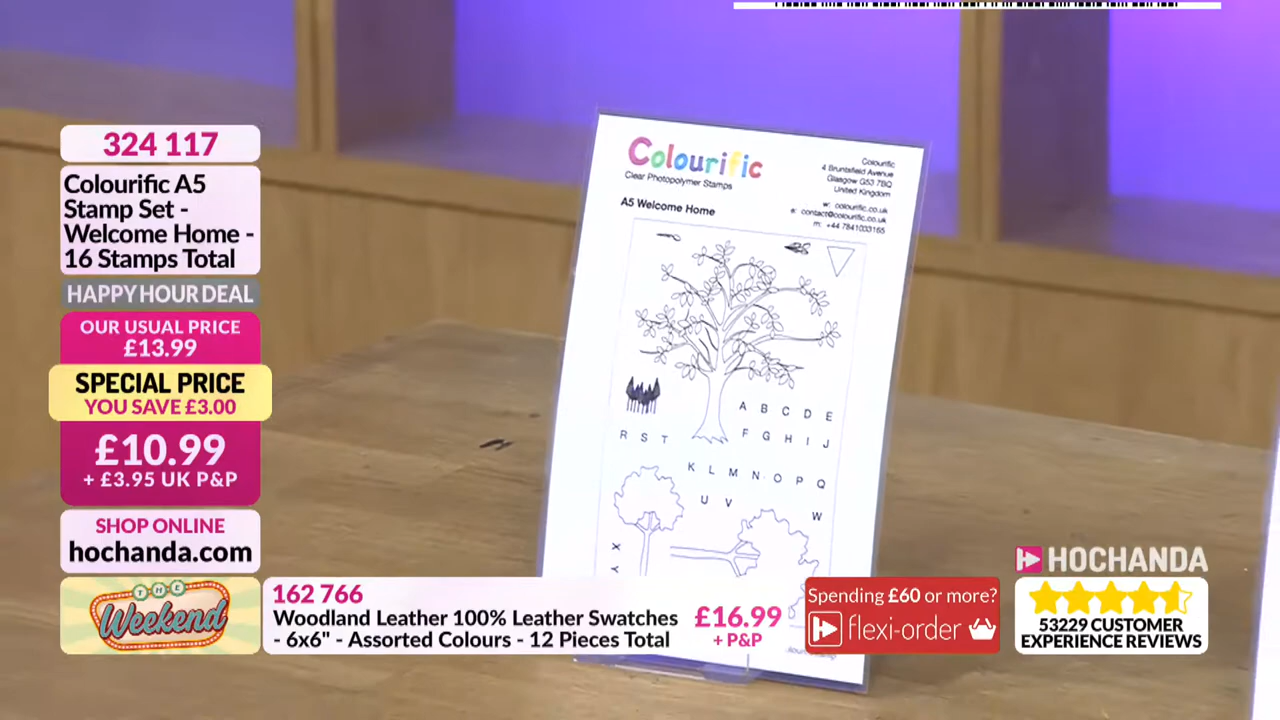 324 117
Colourific A5
Stamp Set -
Welcome Home -
16 Stamps Total
HAPPY HOUR DEAL
OUR USUAL PRICE
£13.99
SPECIAL PRICE
YOU SAVE £3.00
£10.99
+ £3.95 UK P&P
SHOP ONLINE
hochanda.com
Colourific
Clear Photopolymer Stamps
A5 Welcome Home
Colourific
4 Bruntsfield Avenue
Glasgow G53 7BQ
United Kingdom
w: colourific.co.uk
e: contact@colourific.co.uk
m: +44 7841033165
A B C D E
F G H I J
R S T
K L M N O P Q
U V
W
X
Y
THE
Weekend
162 766
Woodland Leather 100% Leather Swatches
- 6x6" - Assorted Colours - 12 Pieces Total
£16.99
+ P&P
Spending £60 or more?
flexi-order
HOCHANDA
53229 CUSTOMER
EXPERIENCE REVIEWS